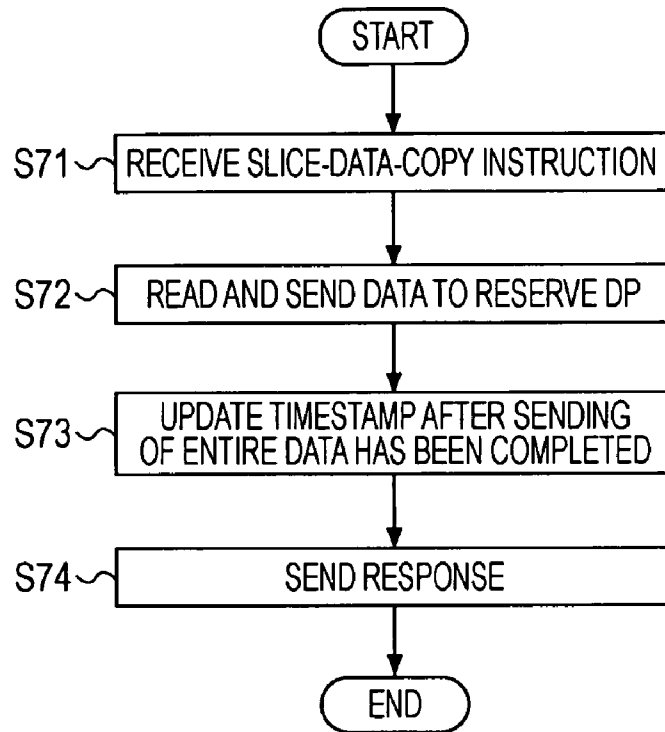 START
S71 RECEIVE SLICE-DATA-COPY INSTRUCTION
S72 READ AND SEND DATA TO RESERVE DP
UPDATE TIMESTAMP AFTER SENDING
S73 OF ENTIRE DATA HAS BEEN COMPLETED
S74 SEND RESPONSE
END